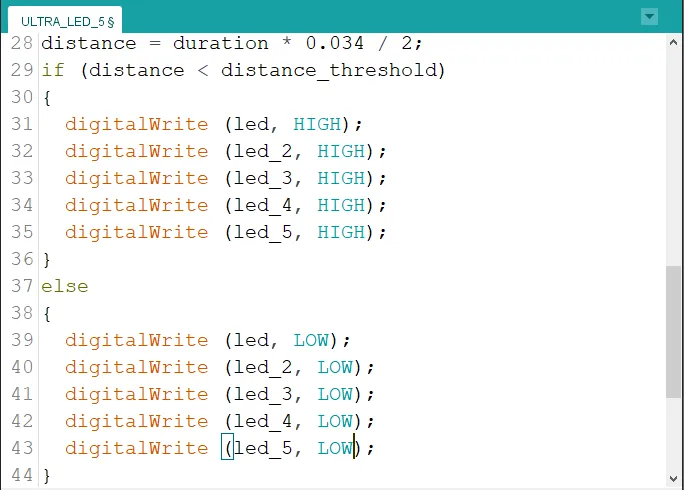 ULTRA_LED_5 §
28 distance = duration * 0.034 / 2;
29 if (distance < distance_threshold)
30 {
31   digitalWrite (led, HIGH);
32   digitalWrite (led_2, HIGH);
33   digitalWrite (led_3, HIGH);
34   digitalWrite (led_4, HIGH);
35   digitalWrite (led_5, HIGH);
36 }
37 else
38 {
39   digitalWrite (led, LOW);
40   digitalWrite (led_2, LOW);
41   digitalWrite (led_3, LOW);
42   digitalWrite (led_4, LOW);
43   digitalWrite (led_5, LOW);
44 }